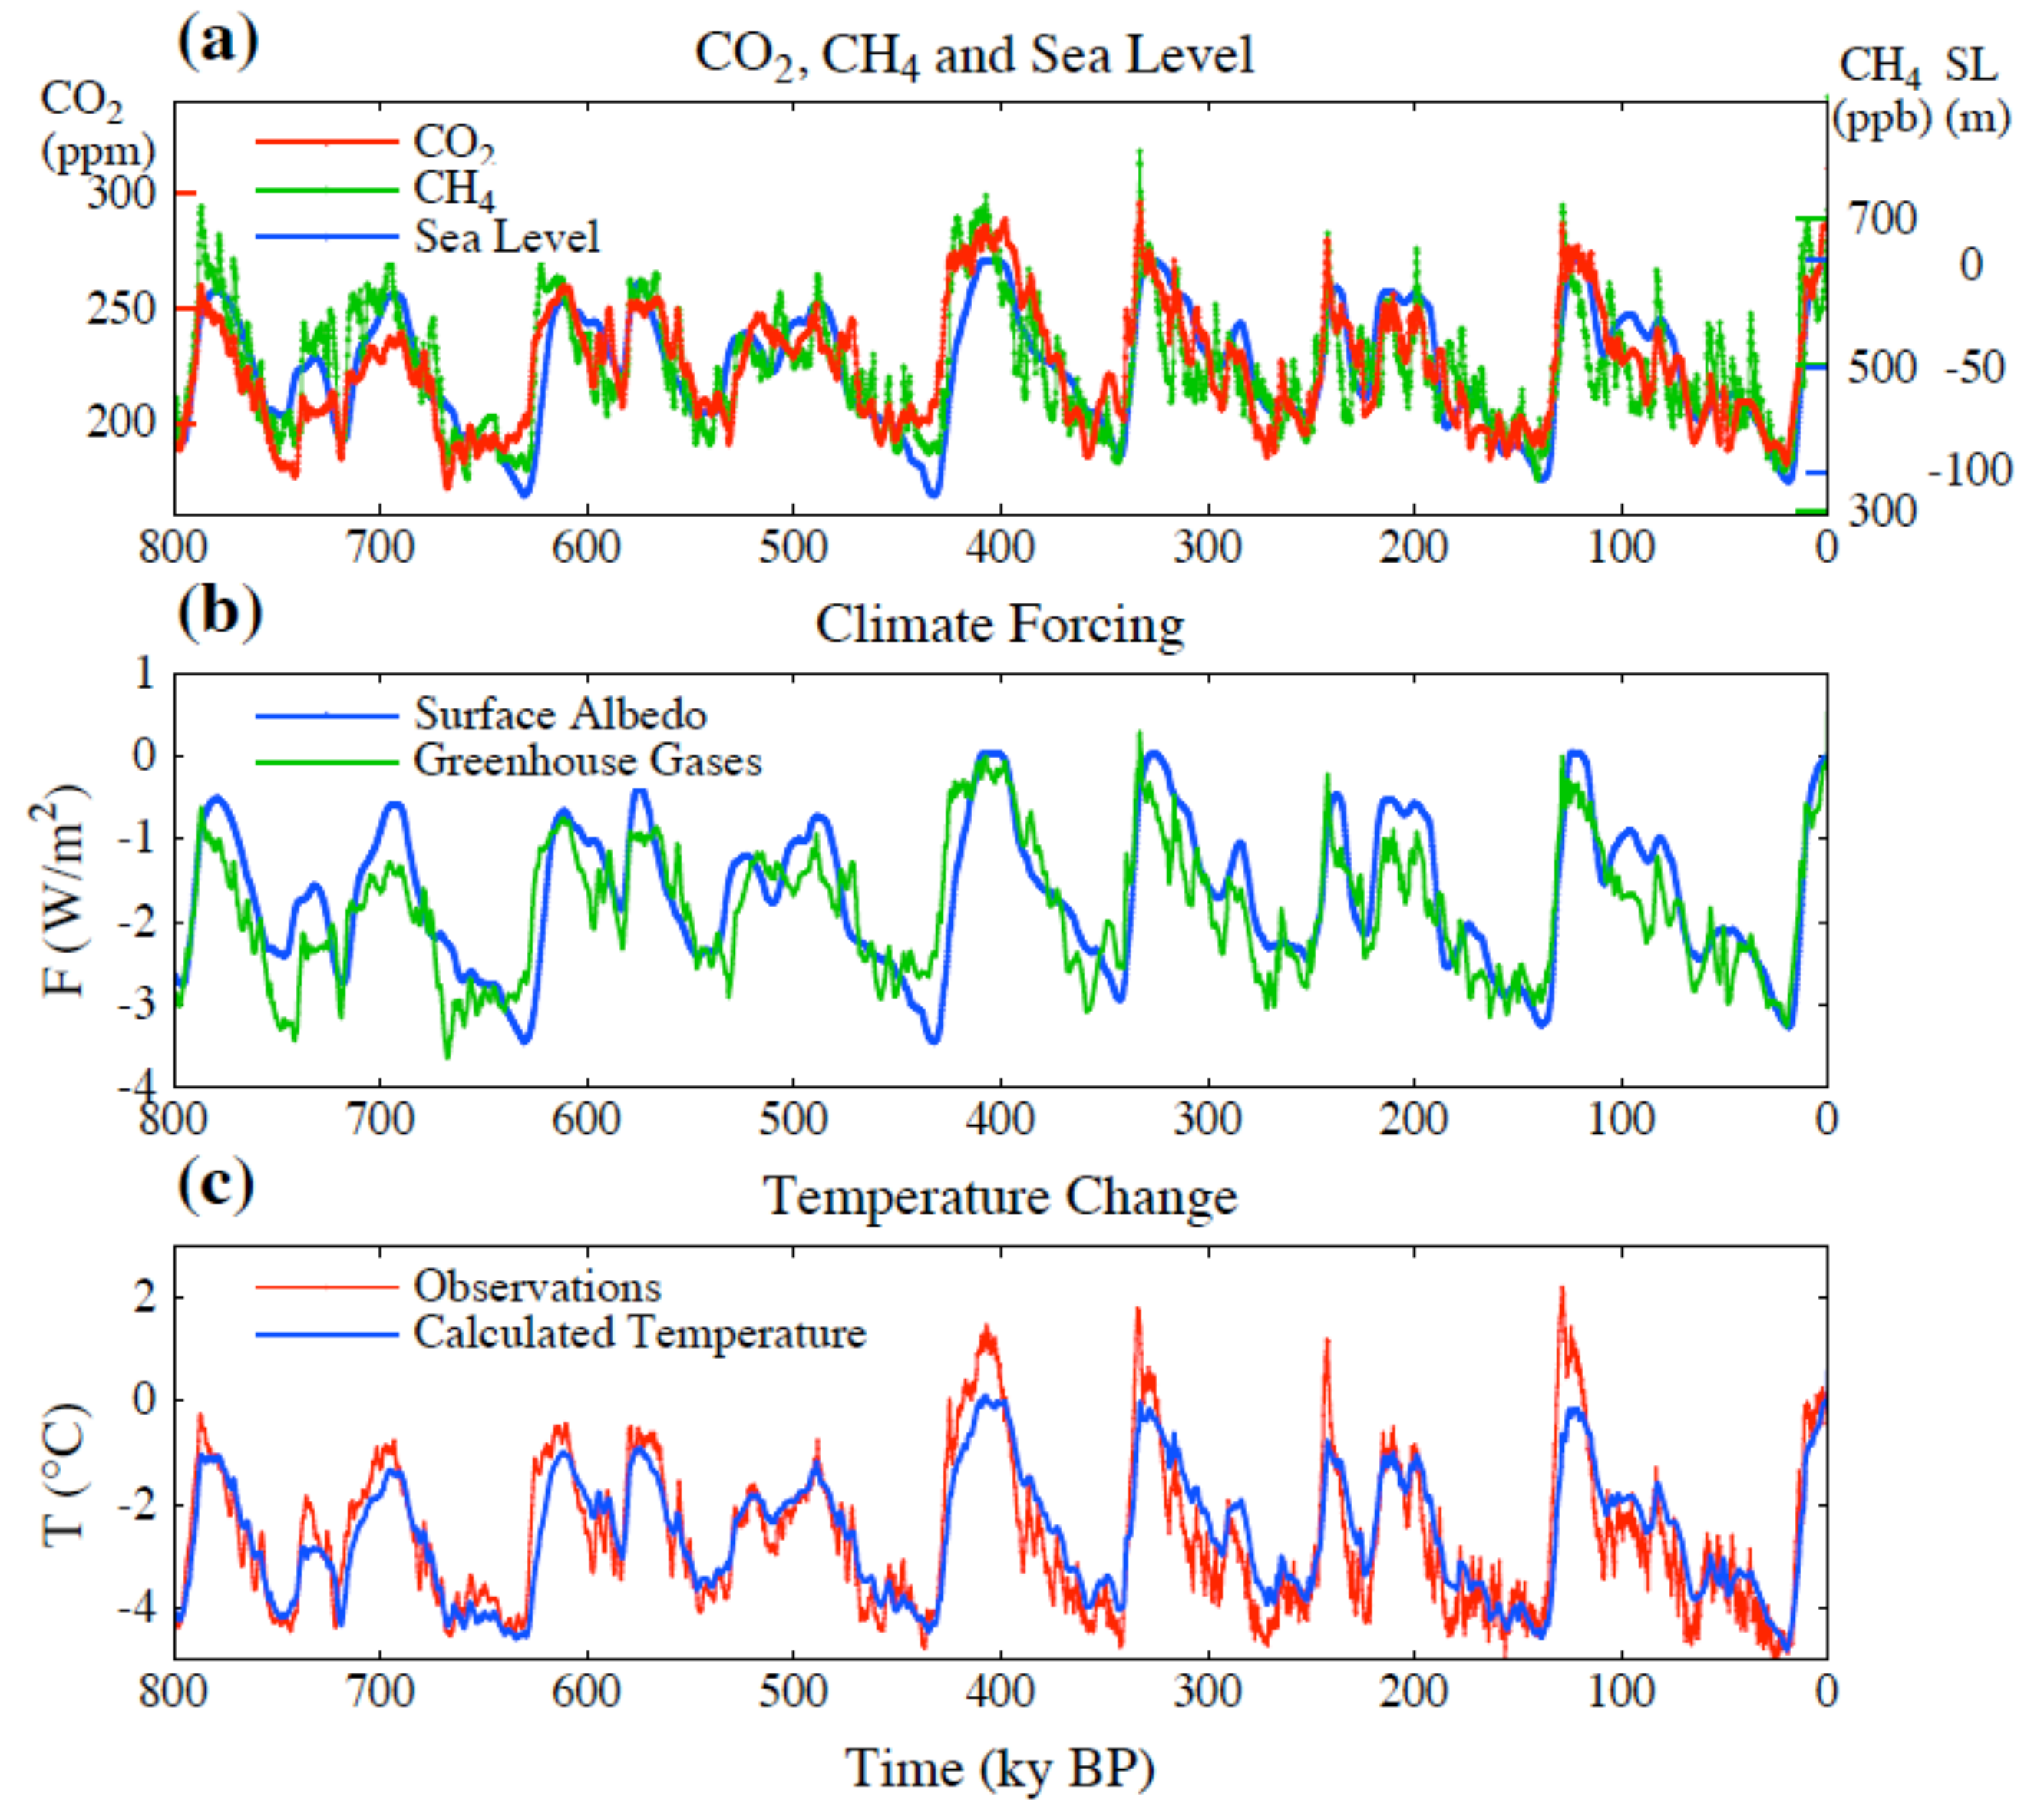 (a)
CO₂, CH₄ and Sea Level
CO₂
(ppm)
CH₄ SL
(ppb) (m)
CO₂
CH₄
Sea Level
300
250
200
700
500
300
0
-50
-100
800 700 600 500 400 300 200 100 0
(b)
Climate Forcing
Surface Albedo
Greenhouse Gases
F (W/m²)
1
0
-1
-2
-3
-4
800 700 600 500 400 300 200 100 0
(c)
Temperature Change
Observations
Calculated Temperature
T (°C)
2
0
-2
-4
800 700 600 500 400 300 200 100 0
Time (ky BP)